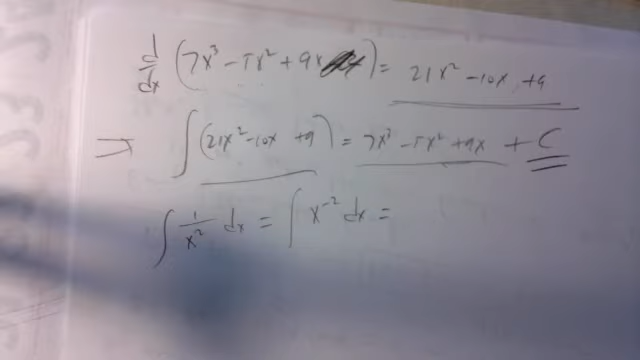 d/dx (7x³ - 5x² + 9x) = 21x² - 10x + 9
⇒ ∫(21x² - 10x + 9) = 7x³ - 5x² + 9x + C
∫ 1/x² dx = ∫ x⁻² dx =